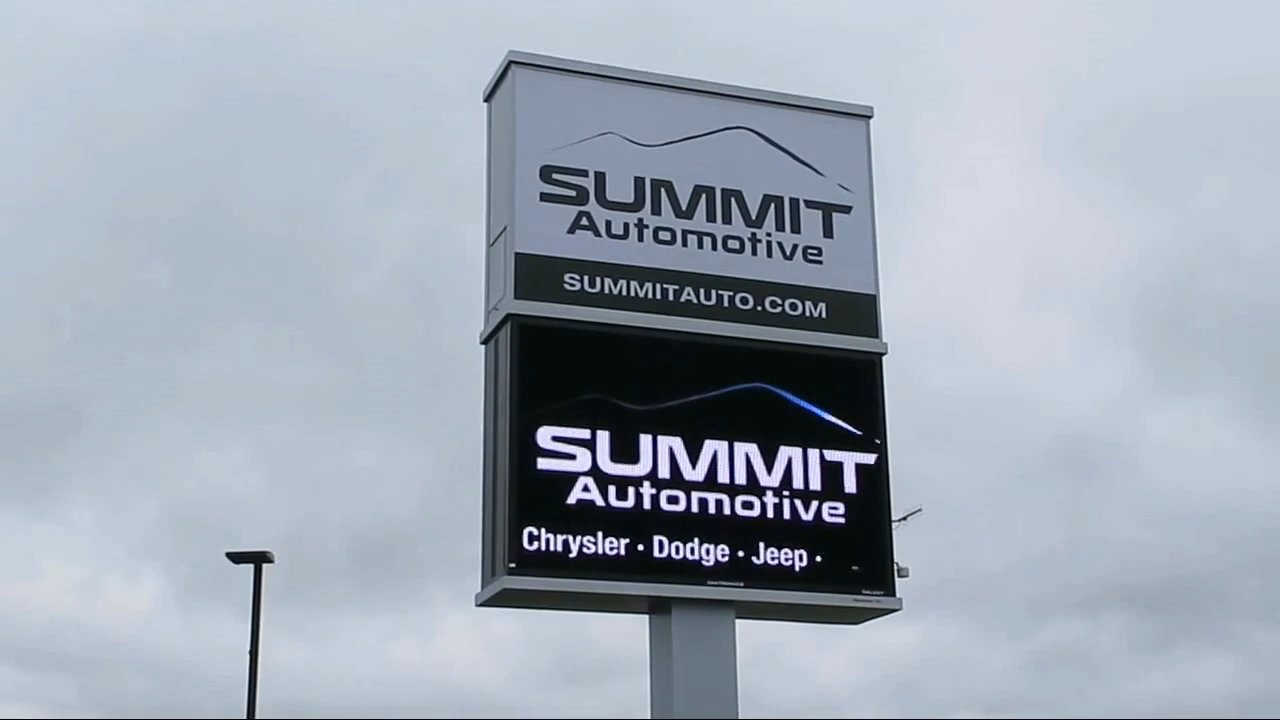 SUMMIT
Automotive
SUMMITAUTO.COM
SUMMIT
Automotive
Chrysler · Dodge · Jeep ·